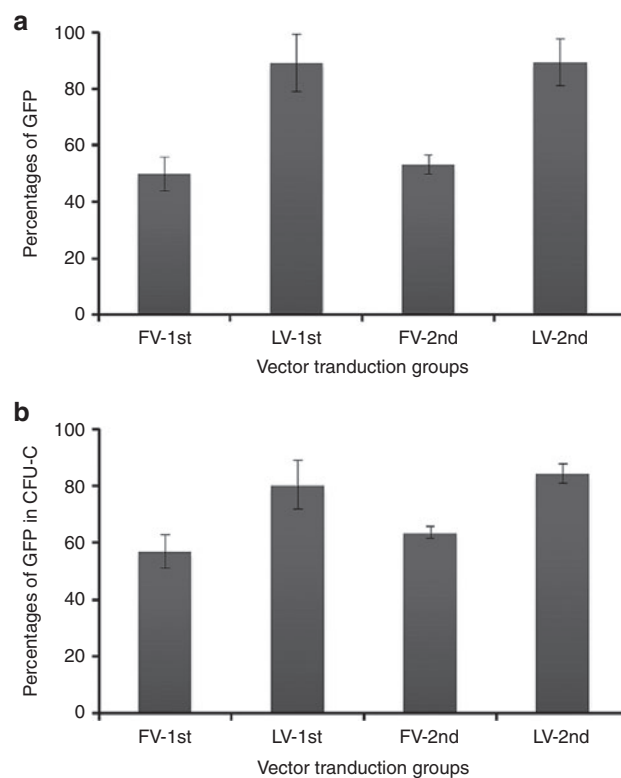 a
Percentages of GFP
100
80
60
40
20
0
FV-1st LV-1st FV-2nd LV-2nd
Vector tranduction groups
b
Percentages of GFP in CFU-C
100
80
60
40
20
0
FV-1st LV-1st FV-2nd LV-2nd
Vector tranduction groups